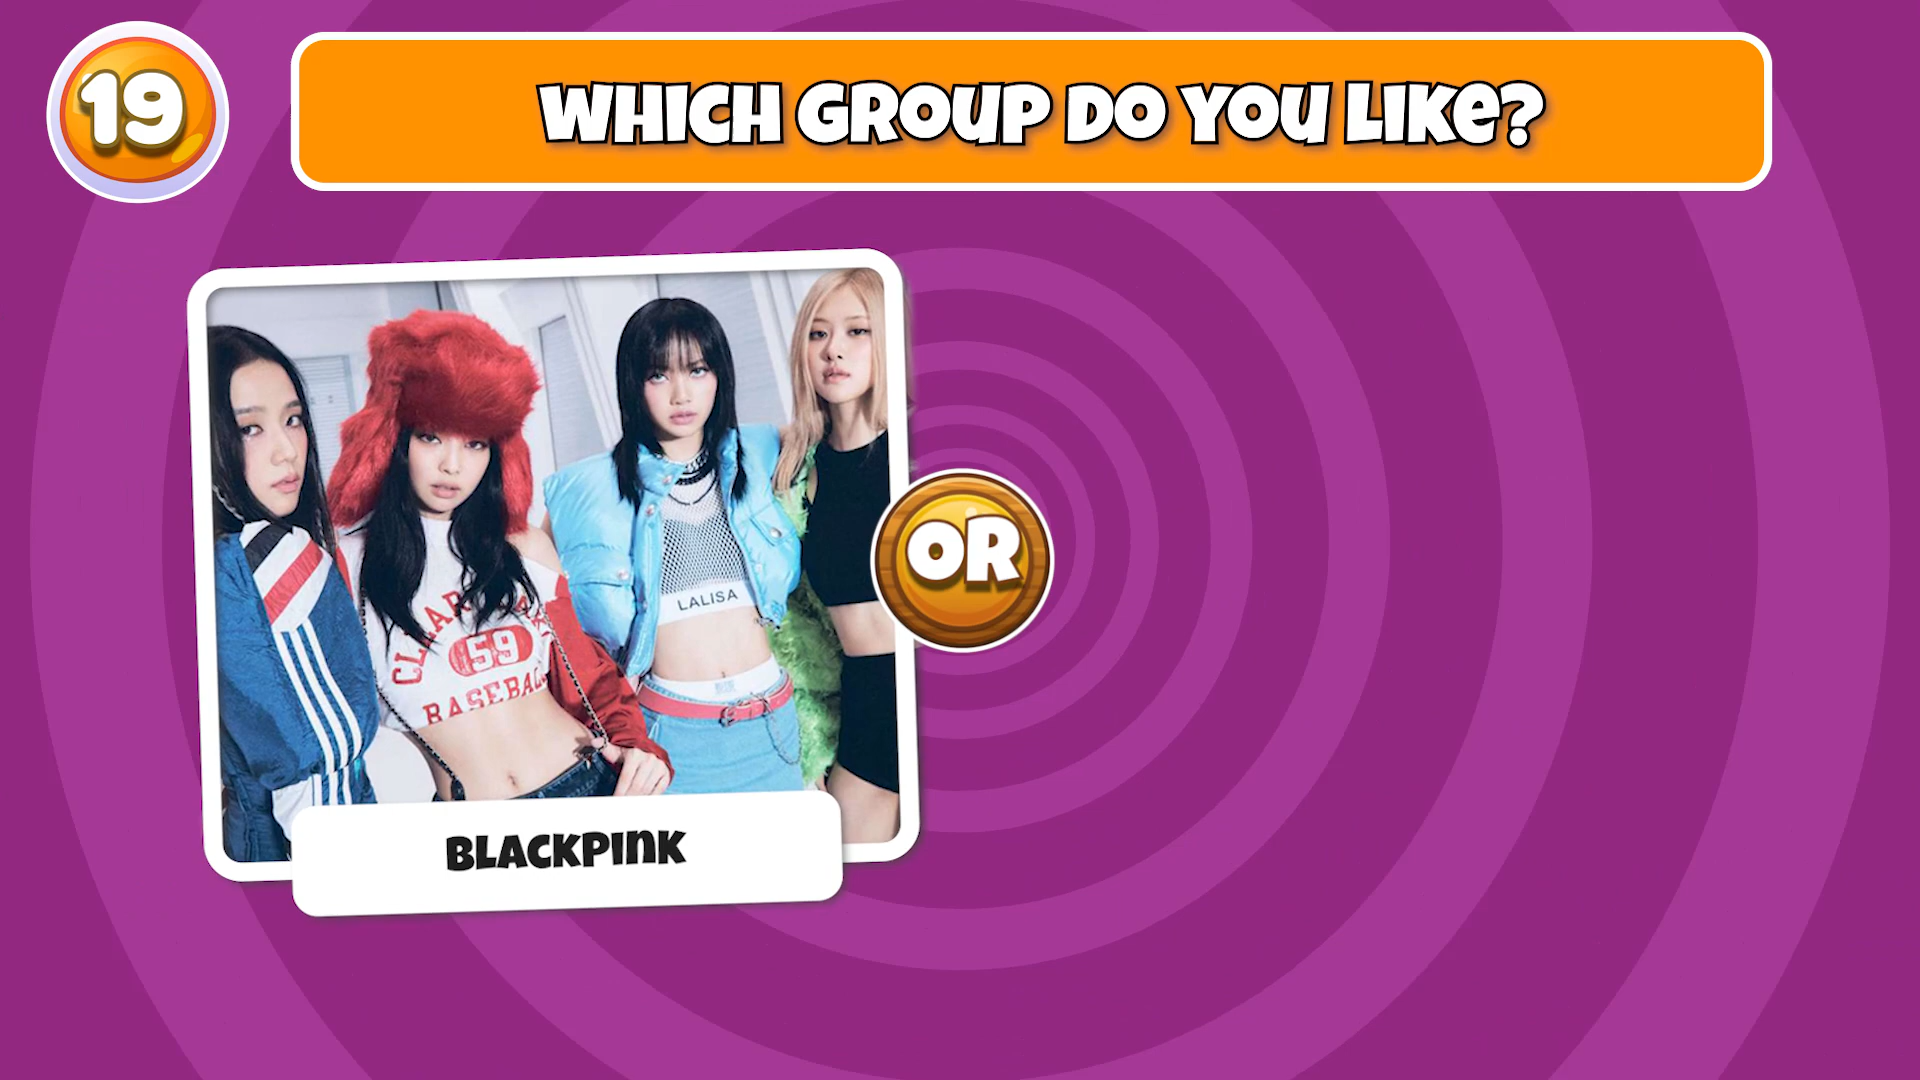 19
WHICH GROUP DO YOU LIKE?
LALISA
59
BASEBAL
OR
BLACKPINK